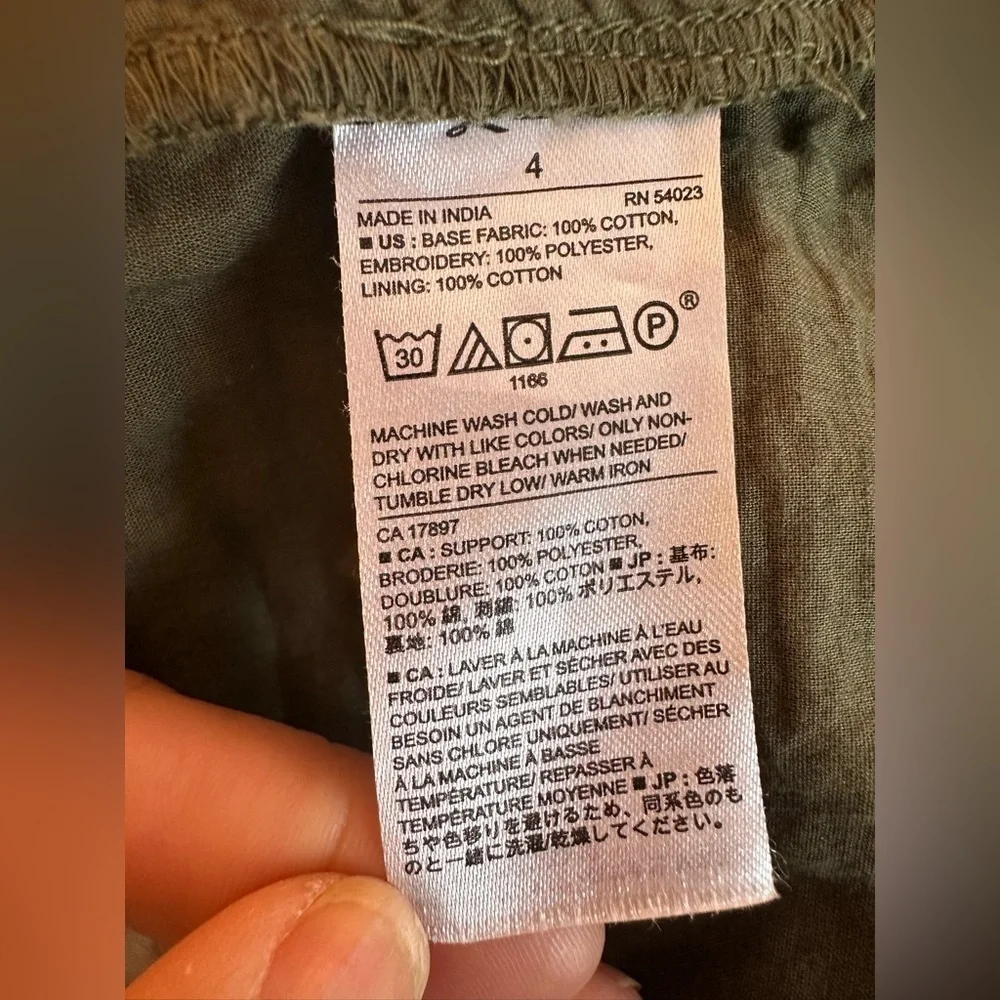 4
RN 54023
MADE IN INDIA
■ US : BASE FABRIC: 100% COTTON,
EMBROIDERY: 100% POLYESTER,
LINING: 100% COTTON
30 P ®
1166
MACHINE WASH COLD/ WASH AND
DRY WITH LIKE COLORS/ ONLY NON-
CHLORINE BLEACH WHEN NEEDED/
TUMBLE DRY LOW/ WARM IRON
CA 17897
■ CA : SUPPORT: 100% COTON,
BRODERIE: 100% POLYESTER,
DOUBLURE: 100% COTON ■ JP : 基布:
100% 綿, 刺繍: 100% ポリエステル,
裏地: 100% 綿
■ CA : LAVER À LA MACHINE À L'EAU
FROIDE/ LAVER ET SÉCHER AVEC DES
COULEURS SEMBLABLES/ UTILISER AU
BESOIN UN AGENT DE BLANCHIMENT
SANS CHLORE UNIQUEMENT/ SÉCHER
À LA MACHINE À BASSE
TEMPÉRATURE/ REPASSER À
TEMPÉRATURE MOYENNE ■ JP : 色落
ちや色移りを避けるため、同系色のも
のと一緒に洗濯/乾燥してください。